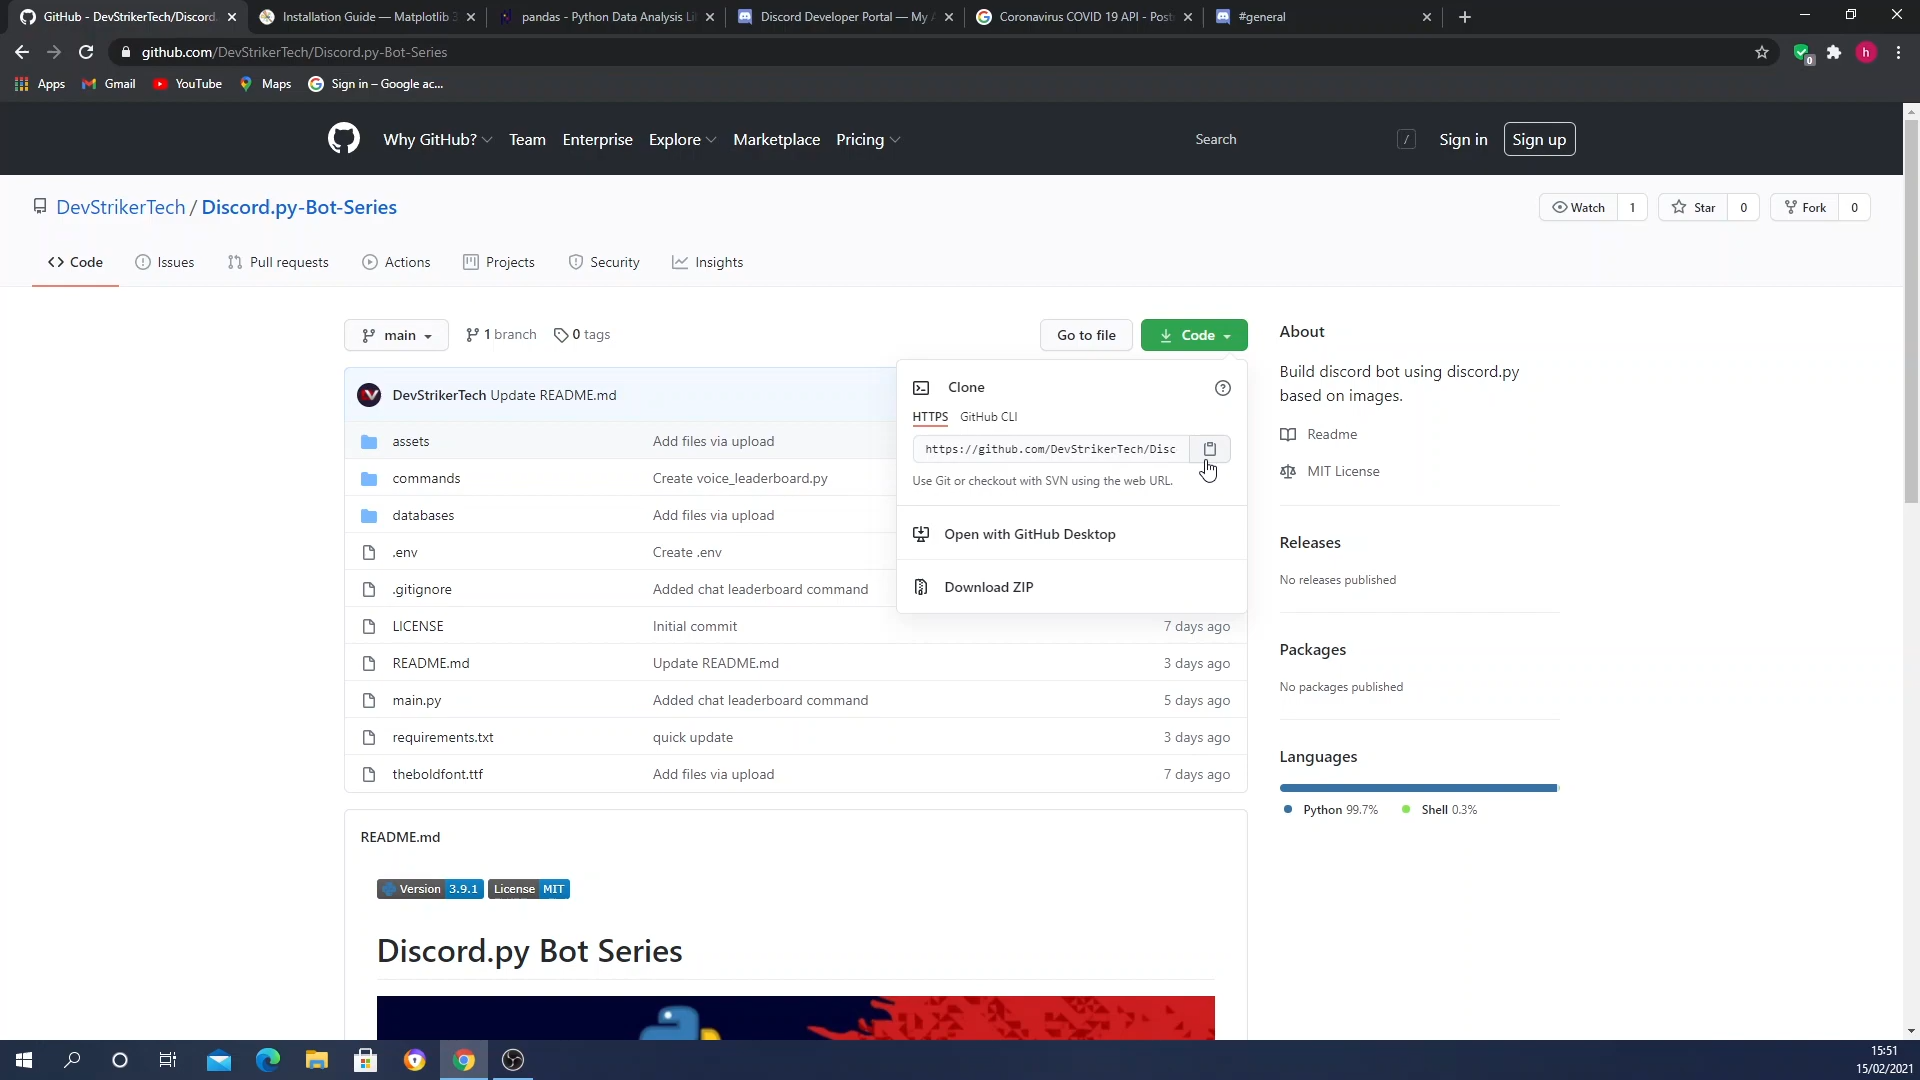 GitHub - DevStrikerTech/Discord.
Installation Guide — Matplotlib 3
pandas - Python Data Analysis Li
Discord Developer Portal — My A
Coronavirus COVID 19 API - Post
#general
github.com/DevStrikerTech/Discord.py-Bot-Series
0
h
Apps
Gmail
YouTube
Maps
Sign in – Google ac...
Why GitHub?
Team
Enterprise
Explore
Marketplace
Pricing
Search
/
Sign in
Sign up
DevStrikerTech / Discord.py-Bot-Series
Watch 1
Star 0
Fork 0
Code
Issues
Pull requests
Actions
Projects
Security
Insights
main
1 branch
0 tags
Go to file
Code
DevStrikerTech Update README.md
assets Add files via upload
commands Create voice_leaderboard.py
databases Add files via upload
.env Create .env
.gitignore Added chat leaderboard command
LICENSE Initial commit 7 days ago
README.md Update README.md 3 days ago
main.py Added chat leaderboard command 5 days ago
requirements.txt quick update 3 days ago
theboldfont.ttf Add files via upload 7 days ago
Clone
HTTPS GitHub CLI
https://github.com/DevStrikerTech/Disc
Use Git or checkout with SVN using the web URL.
Open with GitHub Desktop
Download ZIP
About
Build discord bot using discord.py
based on images.
Readme
MIT License
Releases
No releases published
Packages
No packages published
Languages
Python 99.7% Shell 0.3%
README.md
Version 3.9.1 License MIT
Discord.py Bot Series
15:51
15/02/2021